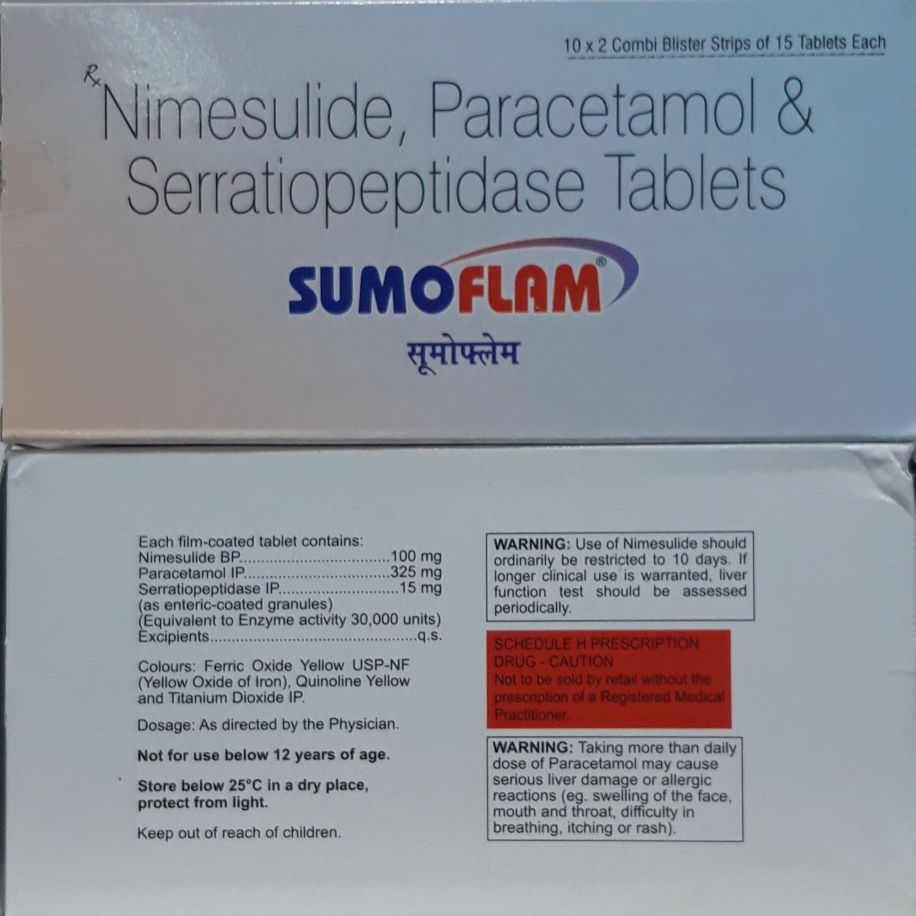 10 x 2 Combi Blister Strips of 15 Tablets Each
Rx
Nimesulide, Paracetamol &
Serratiopeptidase Tablets
SUMOFLAM®
सूमोफ्लेम
Each film-coated tablet contains:
Nimesulide BP......................................100 mg
Paracetamol IP.....................................325 mg
Serratiopeptidase IP..............................15 mg
(as enteric-coated granules)
(Equivalent to Enzyme activity 30,000 units)
Excipients....................................................q.s.
Colours: Ferric Oxide Yellow USP-NF
(Yellow Oxide of Iron), Quinoline Yellow
and Titanium Dioxide IP.
Dosage: As directed by the Physician.
Not for use below 12 years of age.
Store below 25°C in a dry place,
protect from light.
Keep out of reach of children.
WARNING: Use of Nimesulide should
ordinarily be restricted to 10 days. If
longer clinical use is warranted, liver
function test should be assessed
periodically.
SCHEDULE H PRESCRIPTION
DRUG - CAUTION
Not to be sold by retail without the
prescription of a Registered Medical
Practitioner.
WARNING: Taking more than daily
dose of Paracetamol may cause
serious liver damage or allergic
reactions (eg. swelling of the face,
mouth and throat, difficulty in
breathing, itching or rash).